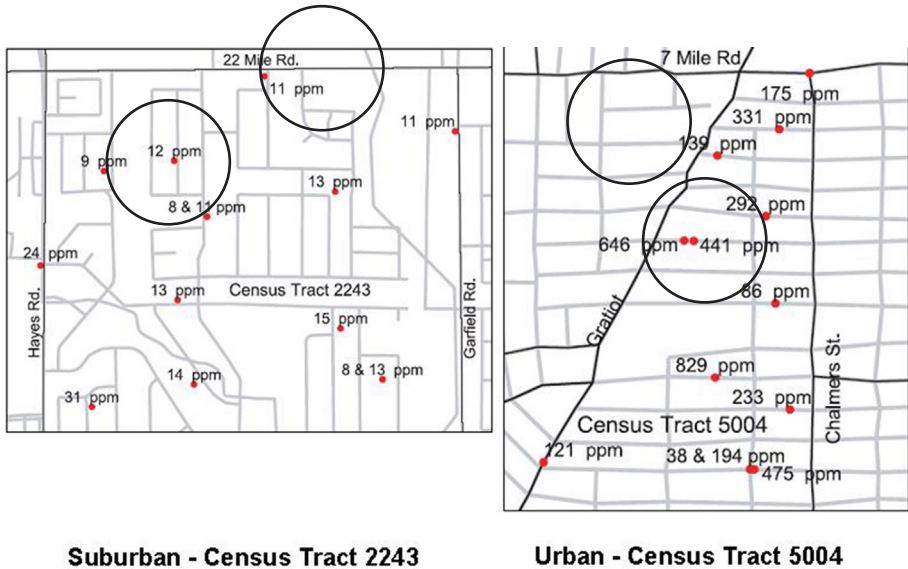 22 Mile Rd.
11 ppm
11 ppm
12 ppm
9 ppm
13 ppm
8 & 11 ppm
24 ppm
13 ppm
Census Tract 2243
15 ppm
14 ppm
8 & 13 ppm
31 ppm
Hayes Rd.
Garfield Rd.
7 Mile Rd
175 ppm
331 ppm
139 ppm
292 ppm
646 ppm
441 ppm
86 ppm
Gratiot
829 ppm
233 ppm
Chalmers St.
Census Tract 5004
121 ppm
38 & 194 ppm
475 ppm
Suburban - Census Tract 2243
Urban - Census Tract 5004